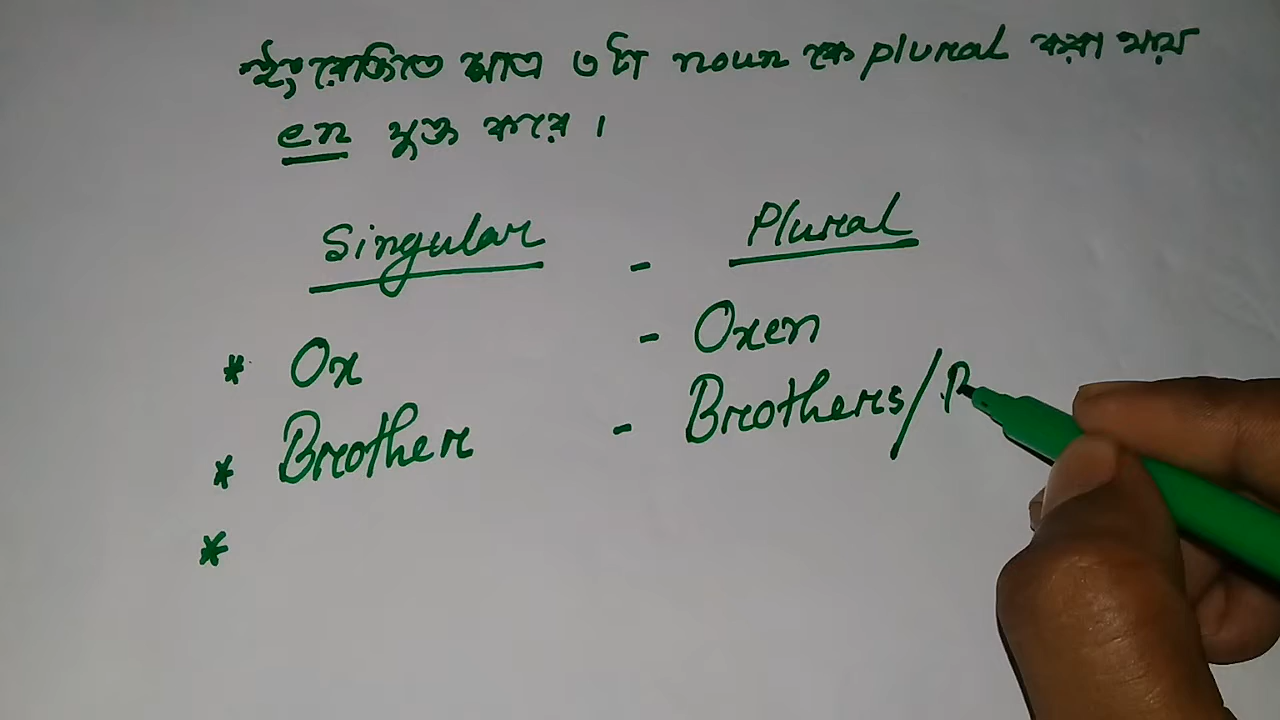 ইংরেজিতে মাত্র ৩টা noun কে plural করা যায়
en যুক্ত করে ।
Singular - Plural
* Ox - Oxen
* Brother - Brothers/B
*